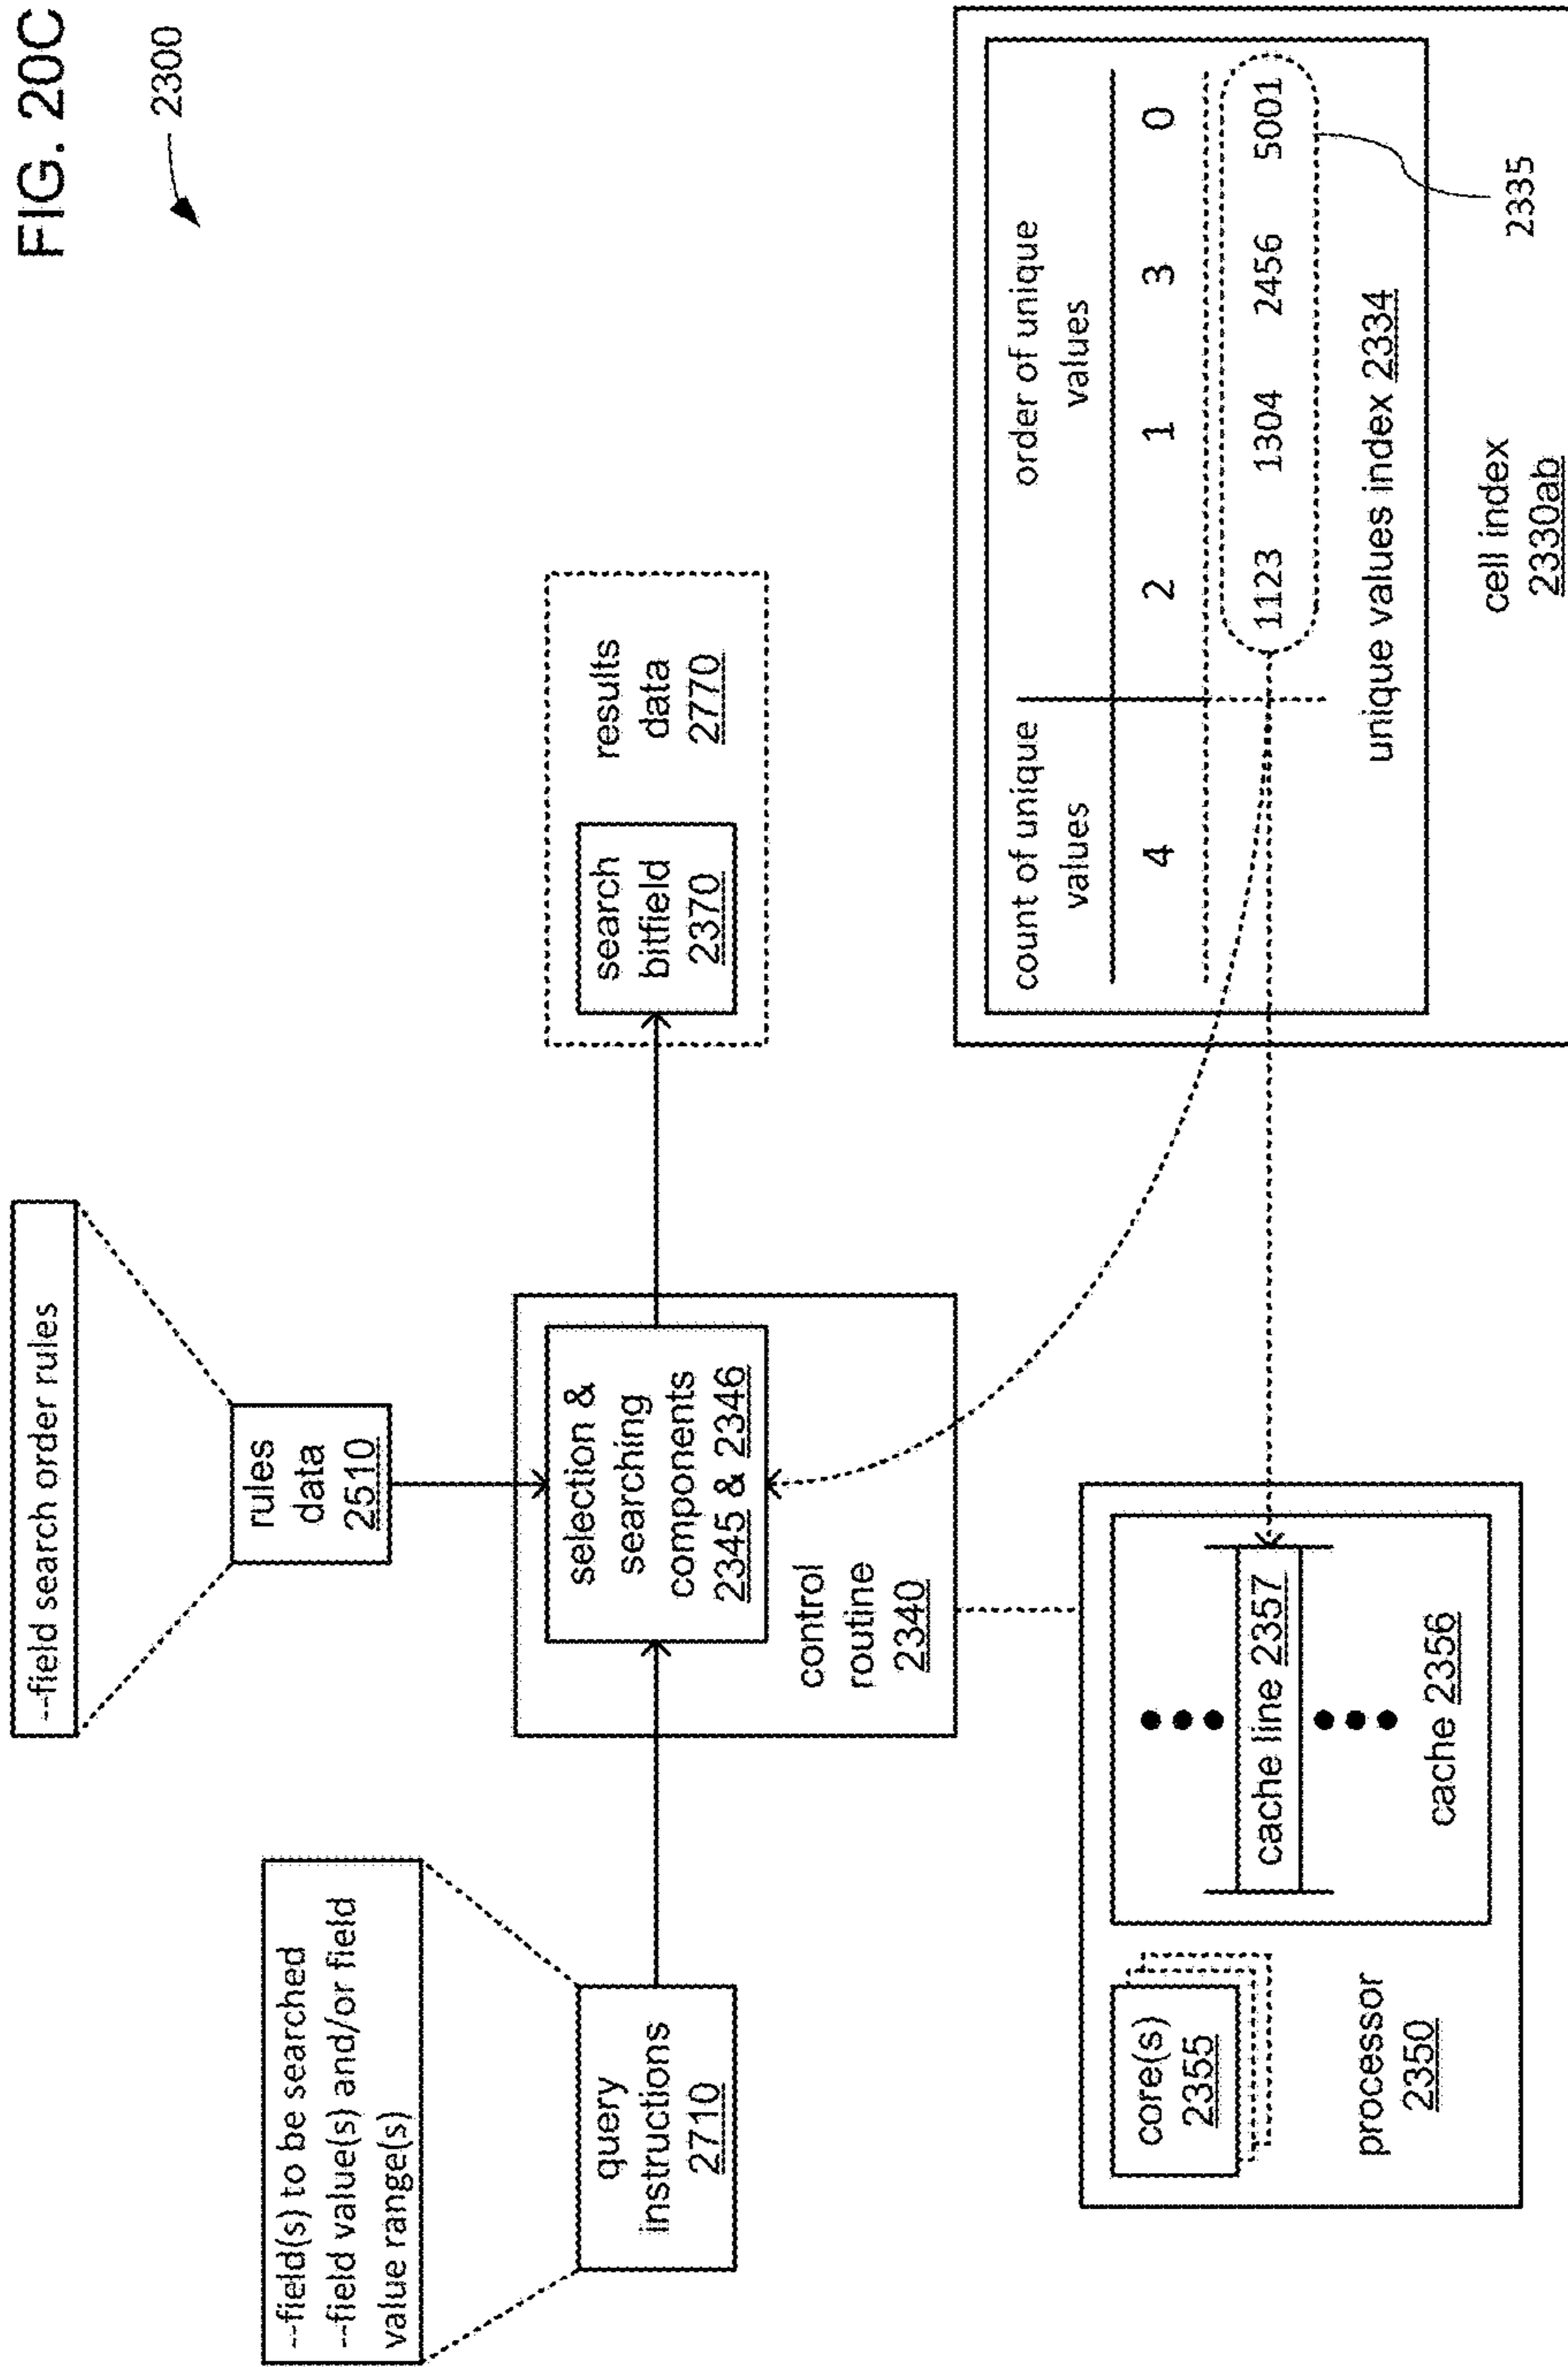 FIG. 20C
2300
--field search order rules
--field(s) to be searched
--field value(s) and/or field
value range(s)
rules
data
2510
query
instructions
2710
selection &
searching
components
2345 & 2346
control
routine
2340
search
bitfield
2370
results
data
2770
core(s)
2355
processor
2350
cache line 2357
cache 2356
count of unique
values
order of unique
values
4 2 1 3 0
1123 1304 2456 5001
unique values index 2334
cell index
2330ab
2335